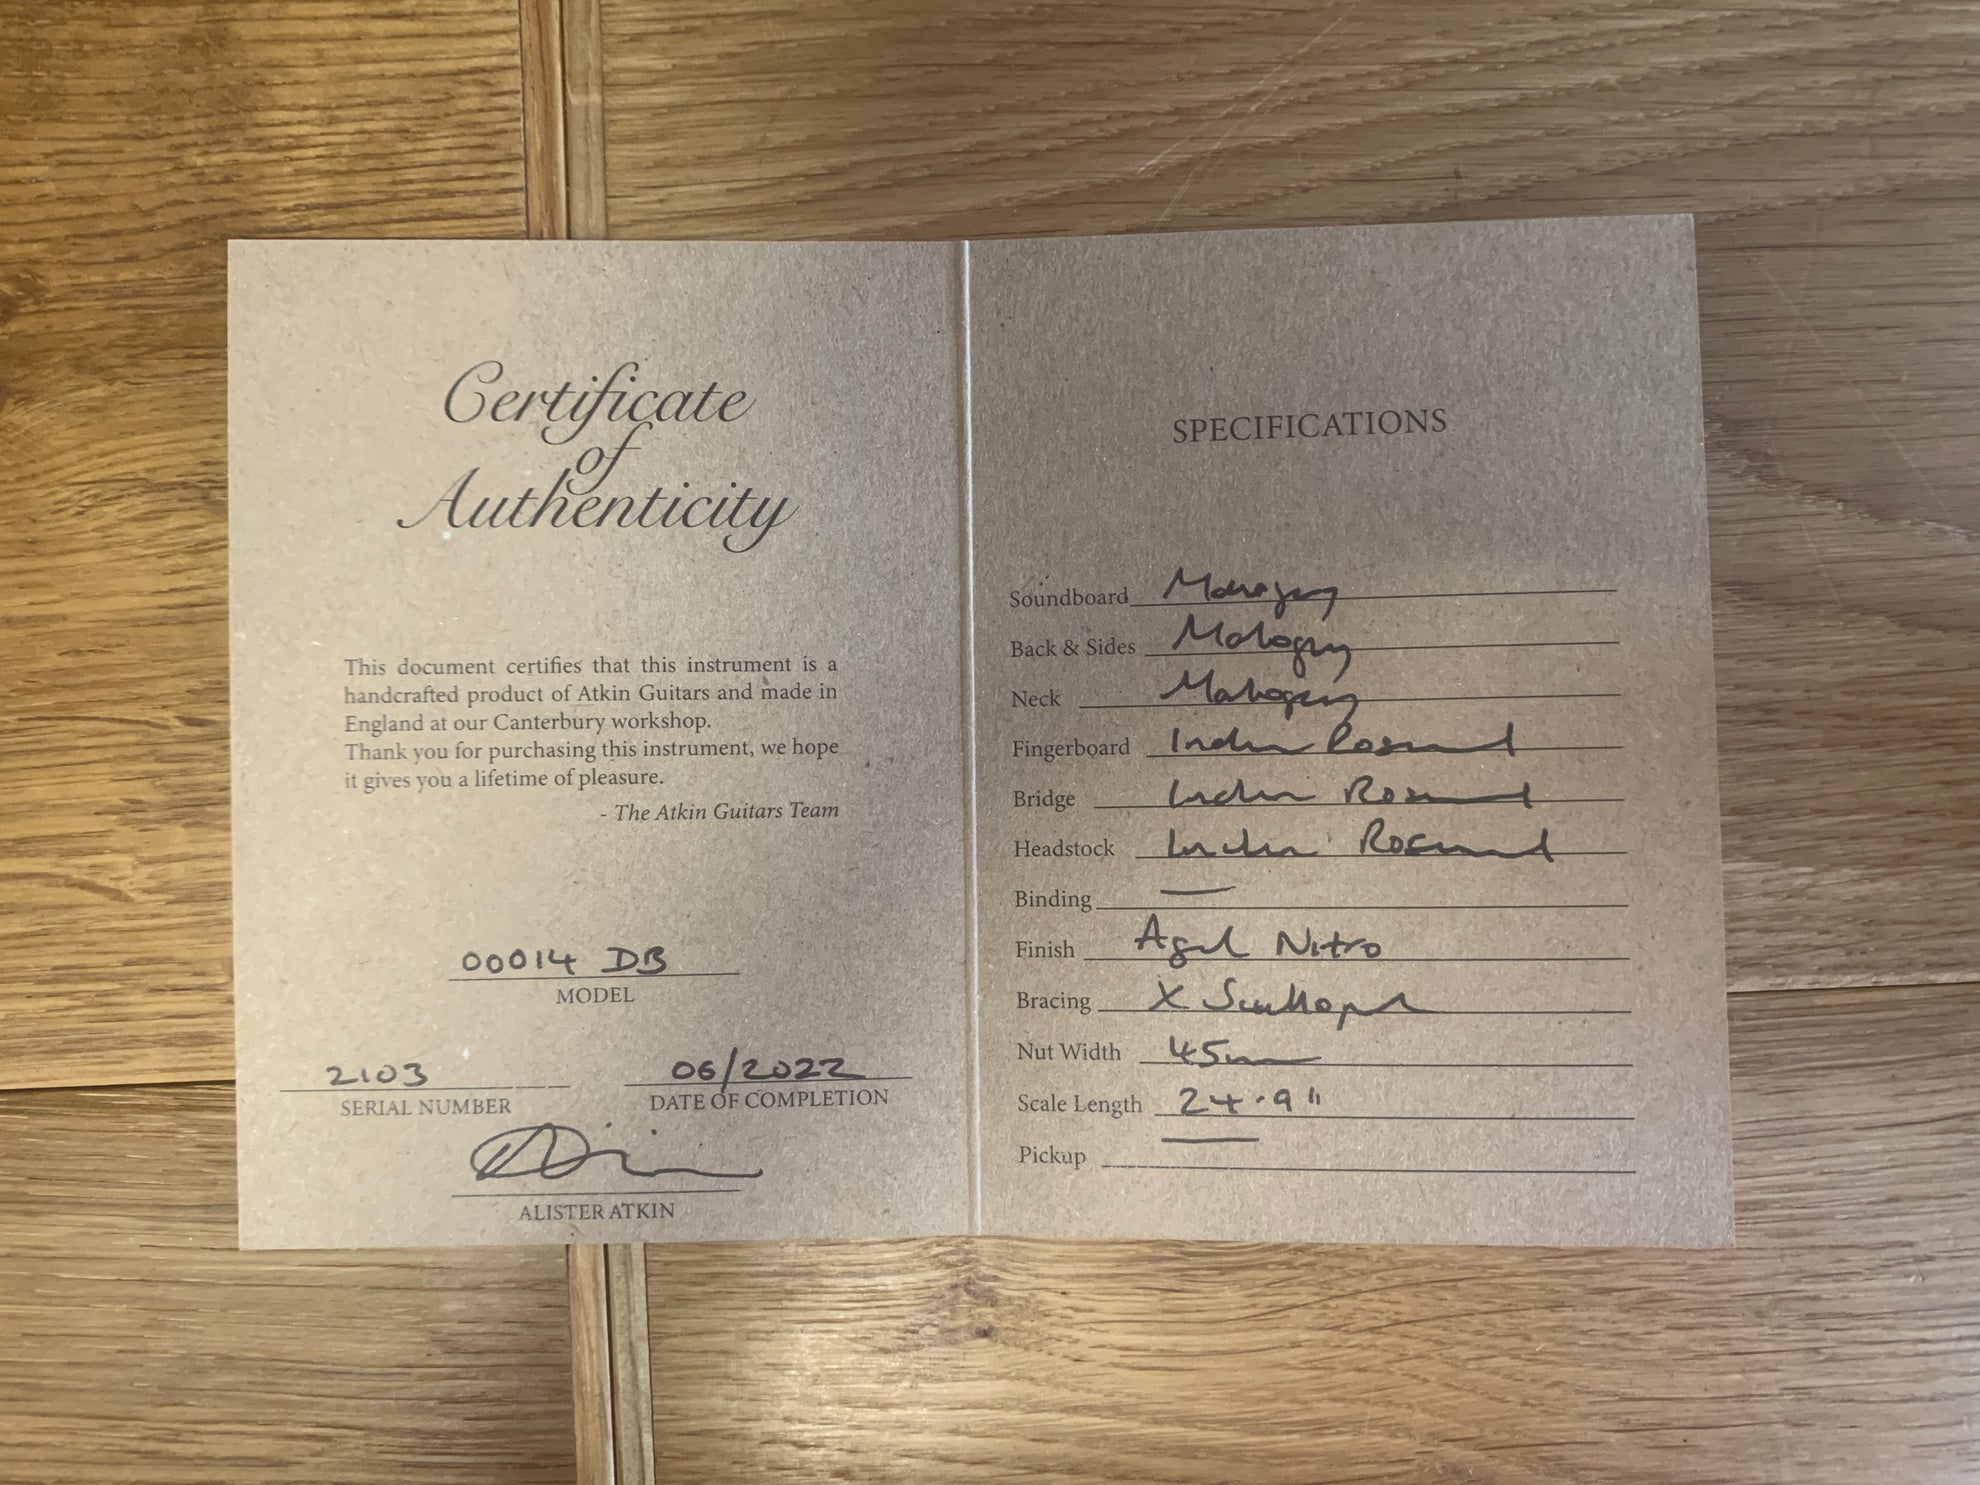 Certificate
of
Authenticity
This document certifies that this instrument is a
handcrafted product of Atkin Guitars and made in
England at our Canterbury workshop.
Thank you for purchasing this instrument, we hope
it gives you a lifetime of pleasure.
- The Atkin Guitars Team
00014 DB
MODEL
2103
SERIAL NUMBER
06/2022
DATE OF COMPLETION
ALISTER ATKIN
SPECIFICATIONS
Soundboard Mahogany
Back & Sides Mahogany
Neck Mahogany
Fingerboard Indian Rosewood
Bridge Indian Rosewood
Headstock Indian Rosewood
Binding —
Finish Aged Nitro
Bracing X Scalloped
Nut Width 45mm
Scale Length 24.9"
Pickup —